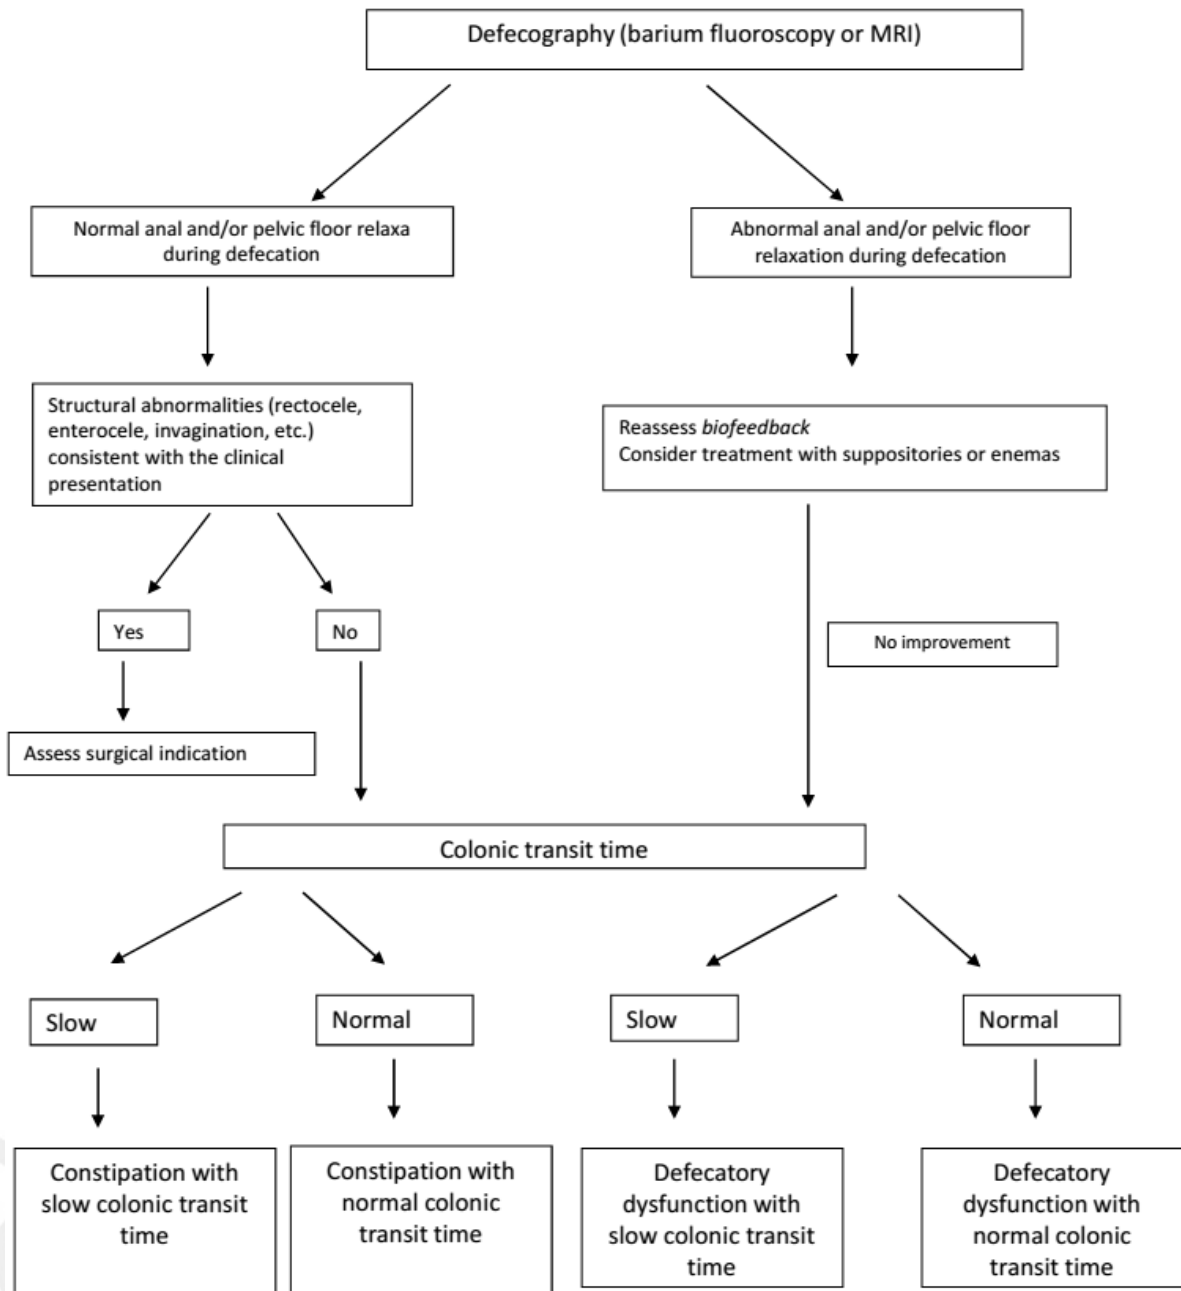 Defecography (barium fluoroscopy or MRI)
Normal anal and/or pelvic floor relaxa
during defecation
Abnormal anal and/or pelvic floor
relaxation during defecation
Structural abnormalities (rectocele,
enterocele, invagination, etc.)
consistent with the clinical
presentation
Reassess biofeedback
Consider treatment with suppositories or enemas
Yes
No
No improvement
Assess surgical indication
Colonic transit time
Slow
Normal
Slow
Normal
Constipation with
slow colonic transit
time
Constipation with
normal colonic
transit time
Defecatory
dysfunction with
slow colonic transit
time
Defecatory
dysfunction with
normal colonic
transit time